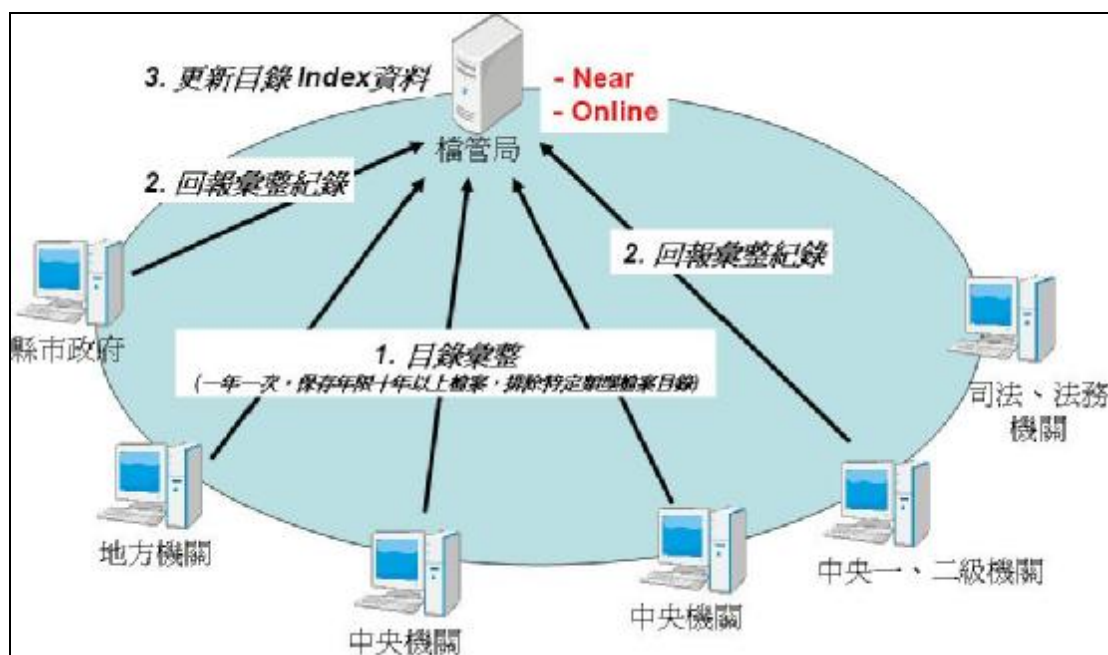 3. 更新目錄 Index資料
- Near
- Online
檔管局
2. 回報彙整紀錄
2. 回報彙整紀錄
縣市政府
1. 目錄彙整
(一年一次，保存年限十年以上檔案，排除特定類檔案目錄)
司法、法務
機關
地方機關
中央機關
中央機關
中央一、二級機關